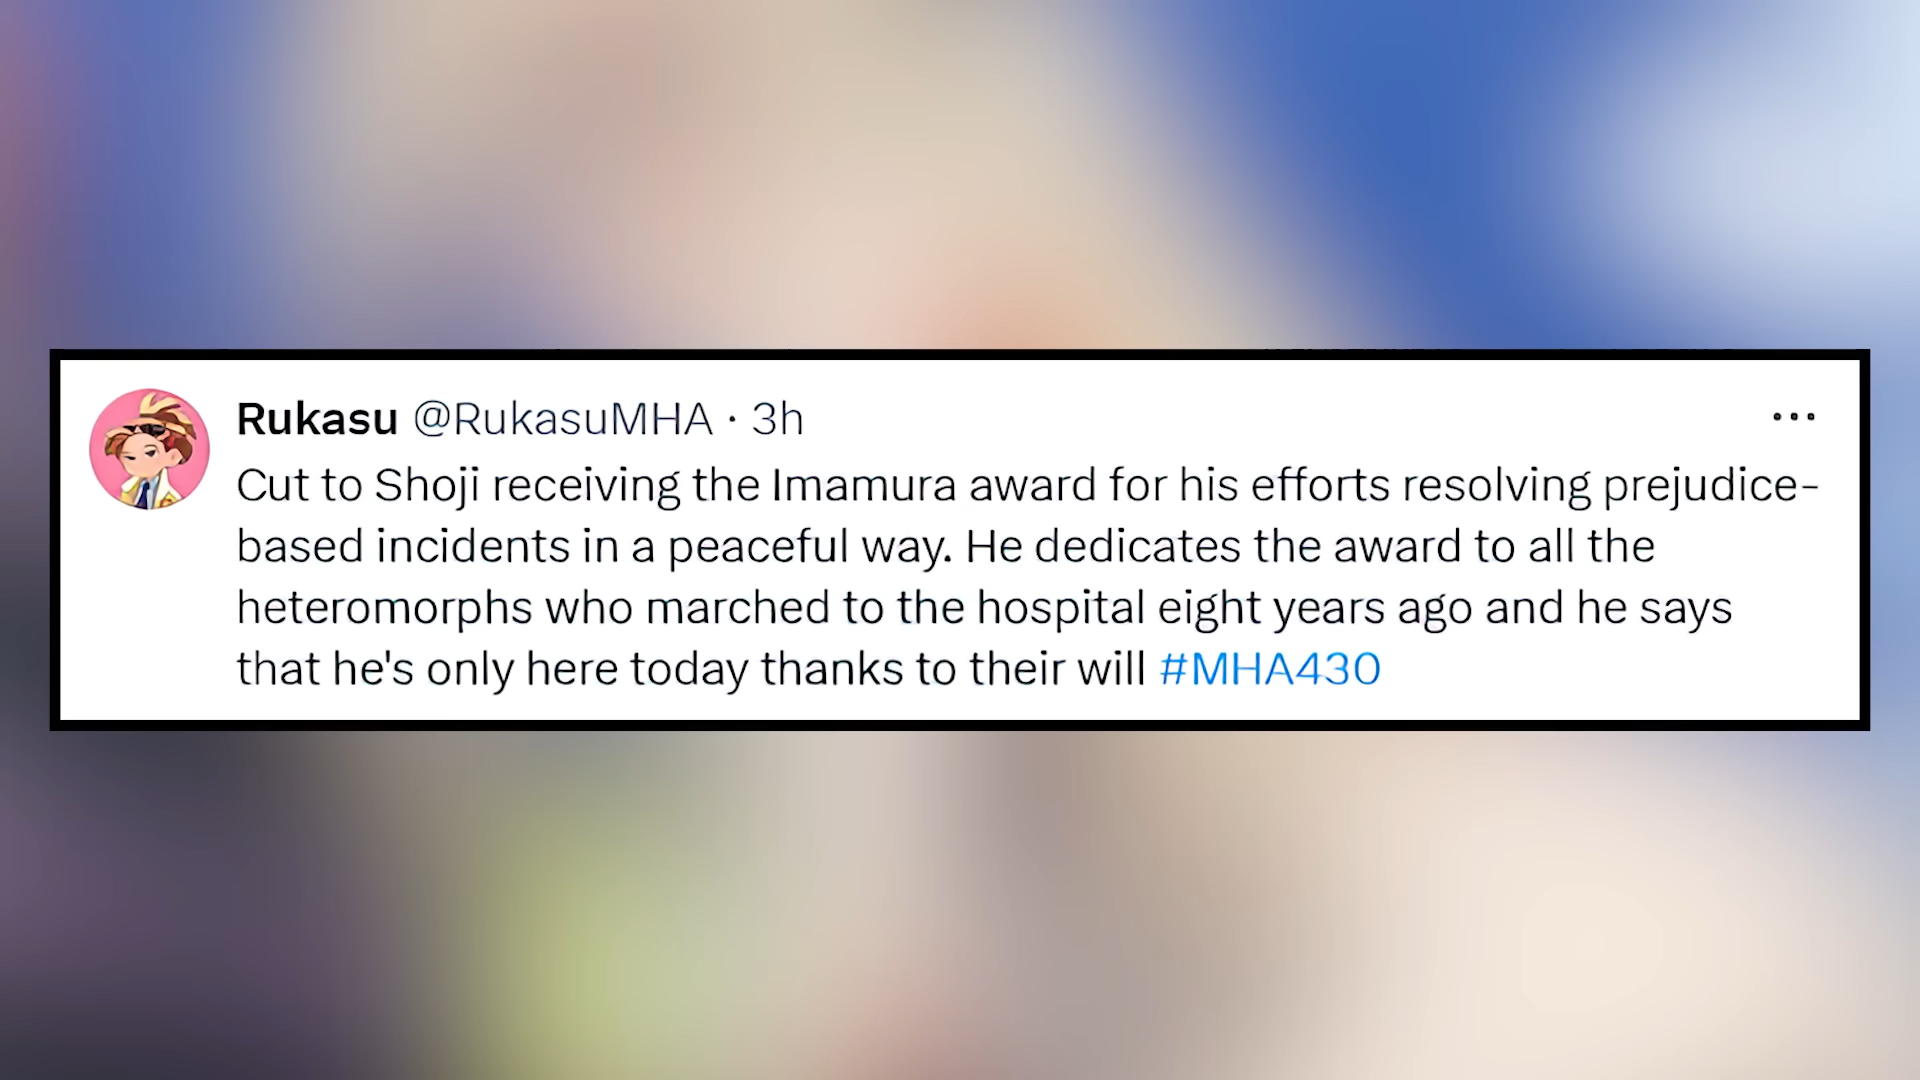 Rukasu @RukasuMHA · 3h
Cut to Shoji receiving the Imamura award for his efforts resolving prejudice-
based incidents in a peaceful way. He dedicates the award to all the
heteromorphs who marched to the hospital eight years ago and he says
that he's only here today thanks to their will #MHA430